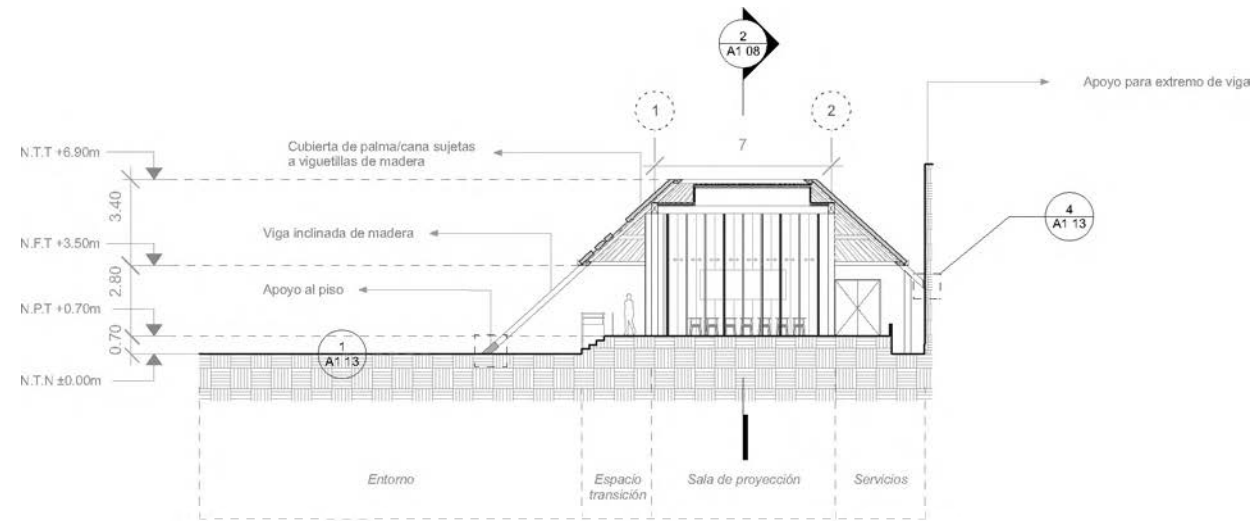 2
A1 08
Apoyo para extremo de viga
1
2
7
Cubierta de palma/cana sujetas
a viguetillas de madera
N.T.T +6.90m
3.40
4
A1 13
Viga inclinada de madera
N.F.T +3.50m
2.80
Apoyo al piso
N.P.T +0.70m
0.70
1
A1 13
N.T.N ±0.00m
Entorno
Espacio
transición
Sala de proyección
Servicios